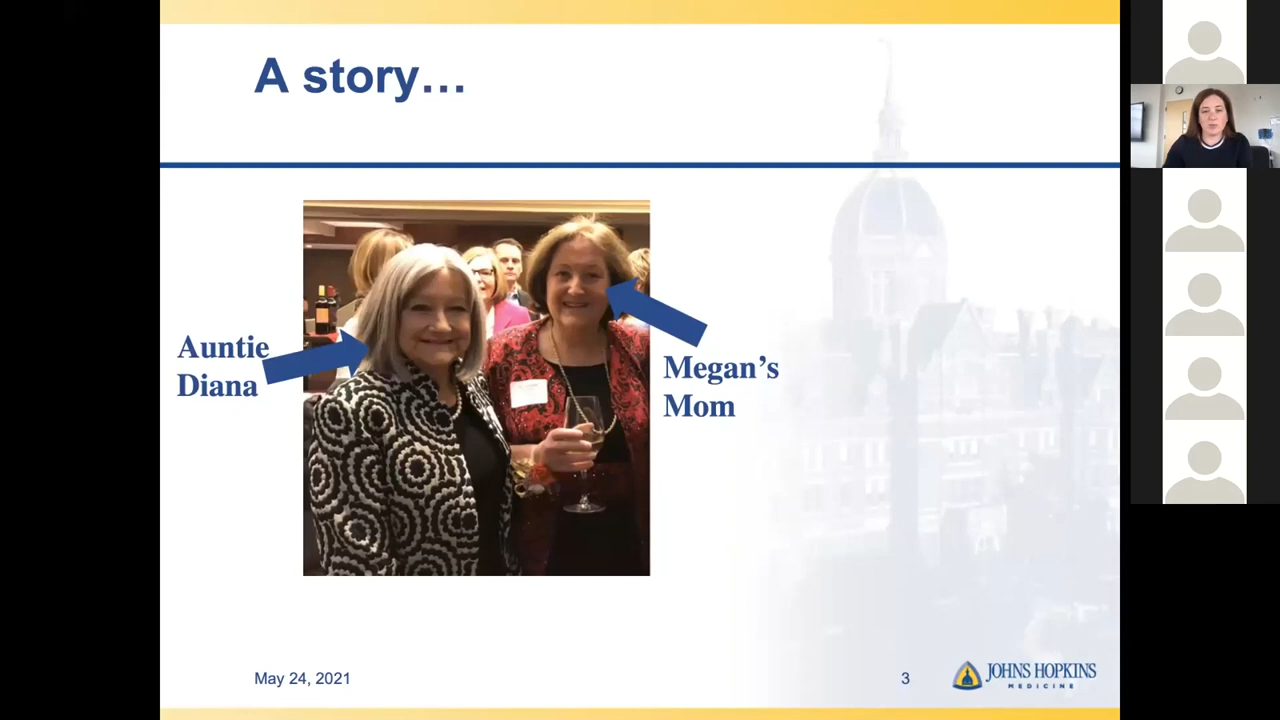 A story…
Auntie
Diana
Megan’s
Mom
May 24, 2021
3
JOHNS HOPKINS
MEDICINE